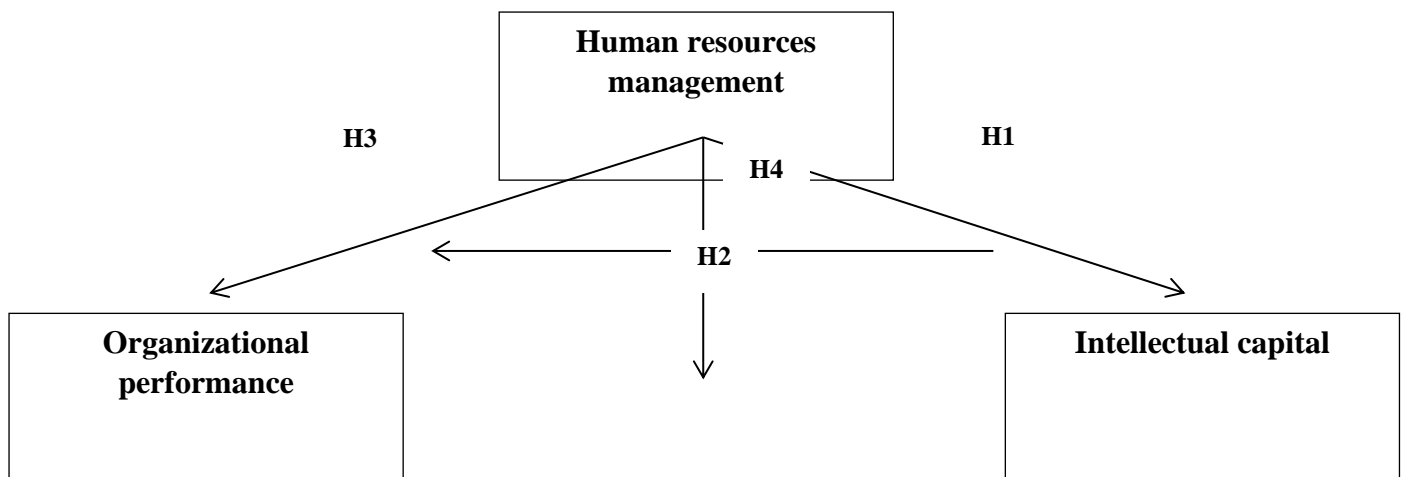 Human resources
management
H3
H1
H4
H2
Organizational
performance
Intellectual capital